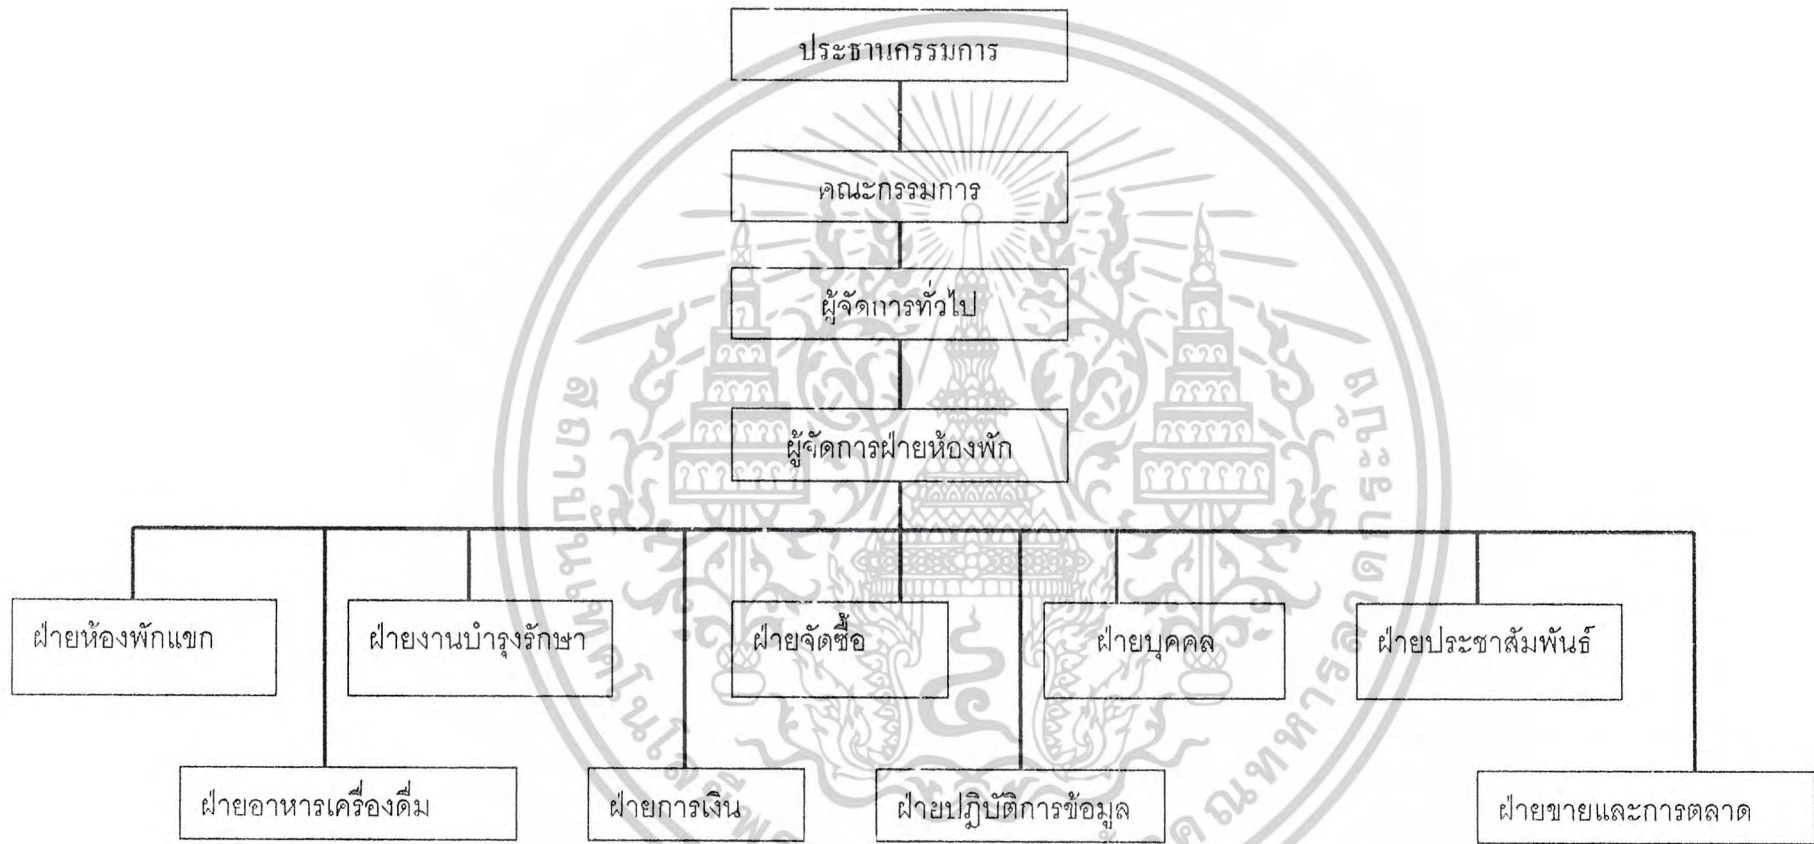 ประธานกรรมการ
คณะกรรมการ
ผู้จัดการทั่วไป
ผู้จัดการฝ่ายห้องพัก
ฝ่ายห้องพักแขก
ฝ่ายงานบำรุงรักษา
ฝ่ายจัดซื้อ
ฝ่ายบุคคล
ฝ่ายประชาสัมพันธ์
ฝ่ายอาหารเครื่องดื่ม
ฝ่ายการเงิน
ฝ่ายปฏิบัติการข้อมูล
ฝ่ายขายและการตลาด